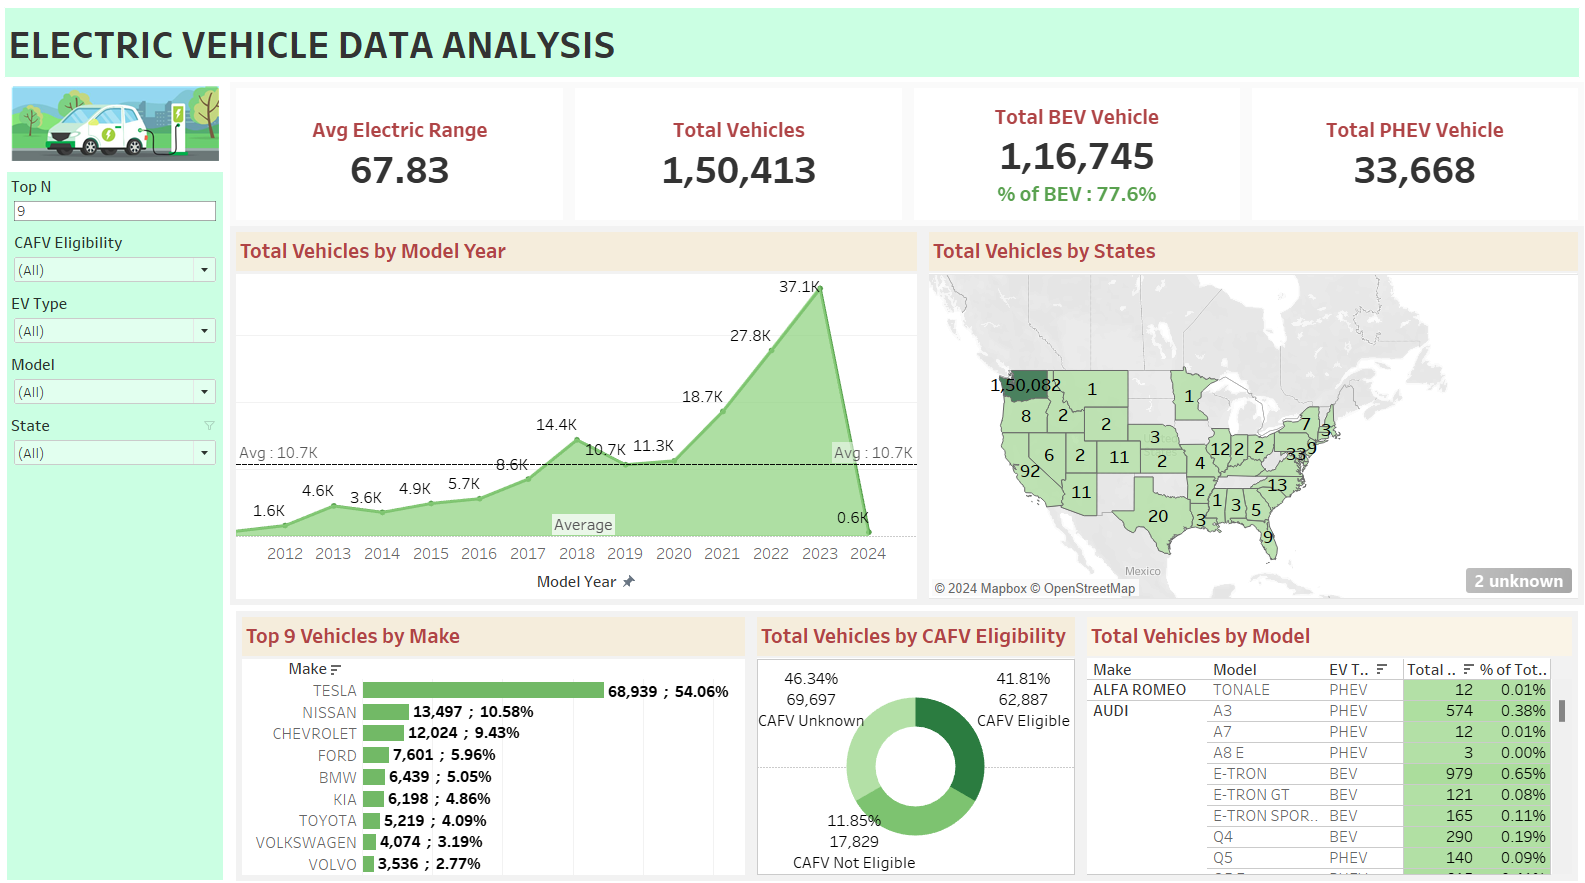 ELECTRIC VEHICLE DATA ANALYSIS
Top N
9
CAFV Eligibility
(All)
EV Type
(All)
Model
(All)
State
(All)
Avg Electric Range
67.83
Total Vehicles
1,50,413
Total BEV Vehicle
1,16,745
% of BEV : 77.6%
Total PHEV Vehicle
33,668
Total Vehicles by Model Year
37.1K
27.8K
18.7K
14.4K
10.7K 11.3K
Avg : 10.7K
Avg : 10.7K
8.6K
4.6K 3.6K 4.9K 5.7K
1.6K
0.6K
Average
2012 2013 2014 2015 2016 2017 2018 2019 2020 2021 2022 2023 2024
Model Year
Total Vehicles by States
1,50,082 1 1
8 2 2 7 3
3
6 2 11 2 4 12 2 2 33 9
92 11 2 13
20 3 1 3 5
9
Mexico
© 2024 Mapbox © OpenStreetMap
2 unknown
Top 9 Vehicles by Make
Make
TESLA 68,939 ; 54.06%
NISSAN 13,497 ; 10.58%
CHEVROLET 12,024 ; 9.43%
FORD 7,601 ; 5.96%
BMW 6,439 ; 5.05%
KIA 6,198 ; 4.86%
TOYOTA 5,219 ; 4.09%
VOLKSWAGEN 4,074 ; 3.19%
VOLVO 3,536 ; 2.77%
Total Vehicles by CAFV Eligibility
46.34%
69,697
CAFV Unknown
41.81%
62,887
CAFV Eligible
11.85%
17,829
CAFV Not Eligible
Total Vehicles by Model
Make Model EV T.. Total .. % of Tot..
ALFA ROMEO TONALE PHEV 12 0.01%
AUDI A3 PHEV 574 0.38%
A7 PHEV 12 0.01%
A8 E PHEV 3 0.00%
E-TRON BEV 979 0.65%
E-TRON GT BEV 121 0.08%
E-TRON SPOR.. BEV 165 0.11%
Q4 BEV 290 0.19%
Q5 PHEV 140 0.09%